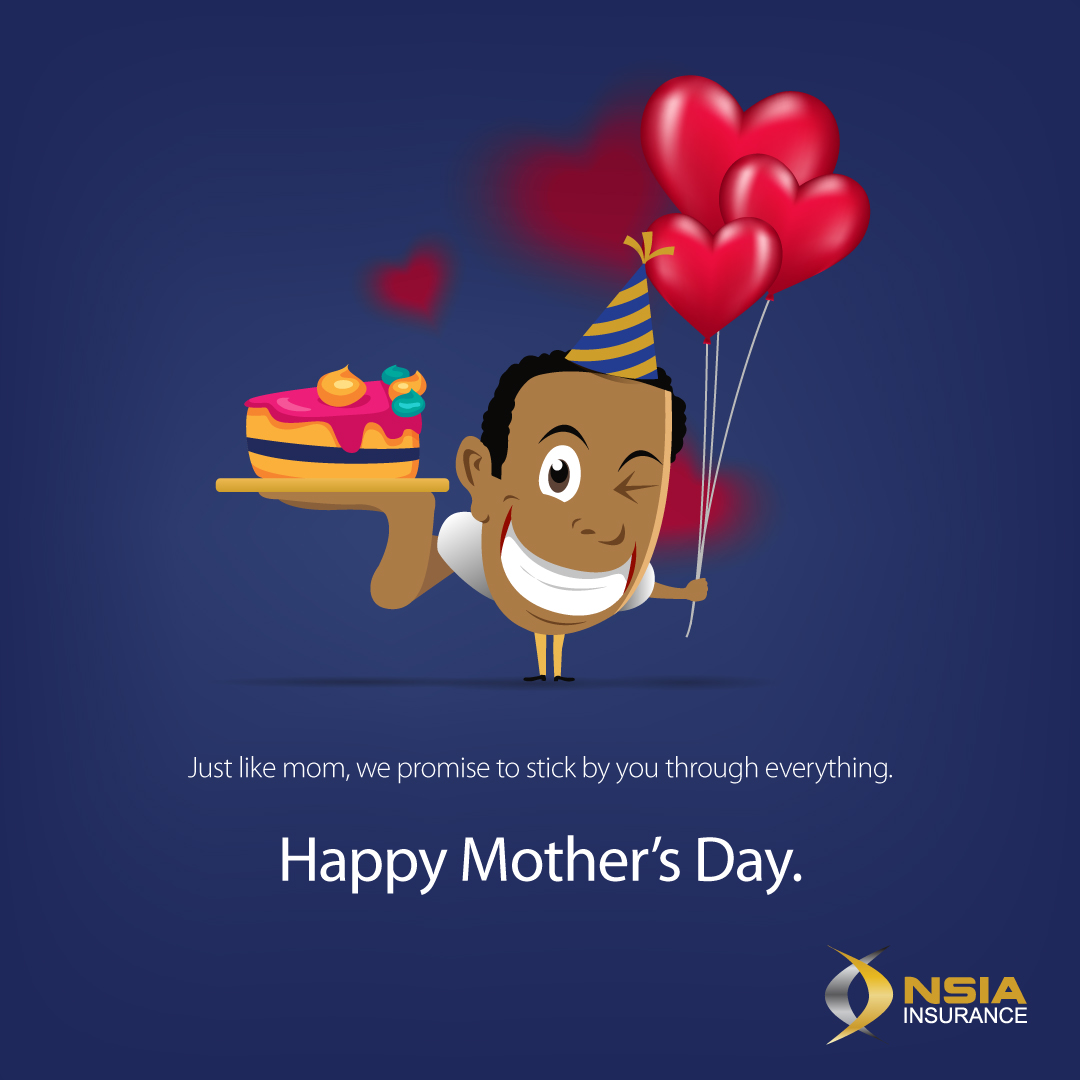 Just like mom, we promise to stick by you through everything.
Happy Mother’s Day.
NSIA
INSURANCE